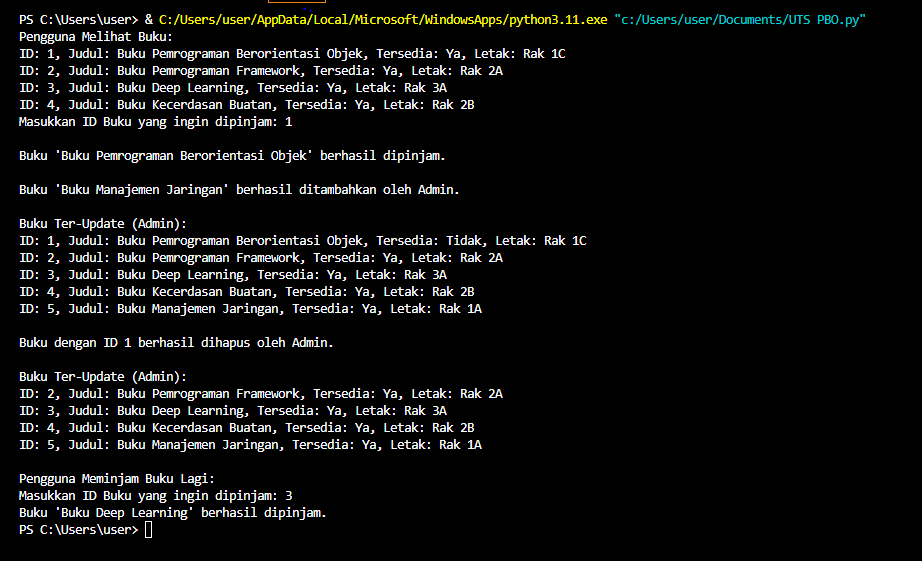 PS C:\Users\user> & C:/Users/user/AppData/Local/Microsoft/WindowsApps/python3.11.exe "c:/Users/user/Documents/UTS PBO.py"
Pengguna Melihat Buku:
ID: 1, Judul: Buku Pemrograman Berorientasi Objek, Tersedia: Ya, Letak: Rak 1C
ID: 2, Judul: Buku Pemrograman Framework, Tersedia: Ya, Letak: Rak 2A
ID: 3, Judul: Buku Deep Learning, Tersedia: Ya, Letak: Rak 3A
ID: 4, Judul: Buku Kecerdasan Buatan, Tersedia: Ya, Letak: Rak 2B
Masukkan ID Buku yang ingin dipinjam: 1
Buku 'Buku Pemrograman Berorientasi Objek' berhasil dipinjam.
Buku 'Buku Manajemen Jaringan' berhasil ditambahkan oleh Admin.
Buku Ter-Update (Admin):
ID: 1, Judul: Buku Pemrograman Berorientasi Objek, Tersedia: Tidak, Letak: Rak 1C
ID: 2, Judul: Buku Pemrograman Framework, Tersedia: Ya, Letak: Rak 2A
ID: 3, Judul: Buku Deep Learning, Tersedia: Ya, Letak: Rak 3A
ID: 4, Judul: Buku Kecerdasan Buatan, Tersedia: Ya, Letak: Rak 2B
ID: 5, Judul: Buku Manajemen Jaringan, Tersedia: Ya, Letak: Rak 1A
Buku dengan ID 1 berhasil dihapus oleh Admin.
Buku Ter-Update (Admin):
ID: 2, Judul: Buku Pemrograman Framework, Tersedia: Ya, Letak: Rak 2A
ID: 3, Judul: Buku Deep Learning, Tersedia: Ya, Letak: Rak 3A
ID: 4, Judul: Buku Kecerdasan Buatan, Tersedia: Ya, Letak: Rak 2B
ID: 5, Judul: Buku Manajemen Jaringan, Tersedia: Ya, Letak: Rak 1A
Pengguna Meminjam Buku Lagi:
Masukkan ID Buku yang ingin dipinjam: 3
Buku 'Buku Deep Learning' berhasil dipinjam.
PS C:\Users\user>